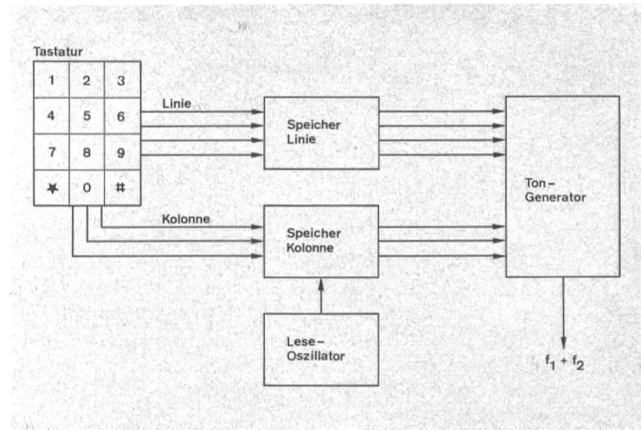 Tastatur
1 2 3
4 5 6
7 8 9
★ 0 #
Linie
Kolonne
Speicher
Linie
Speicher
Kolonne
Lese-
Oszillator
Ton-
Generator
f₁ + f₂